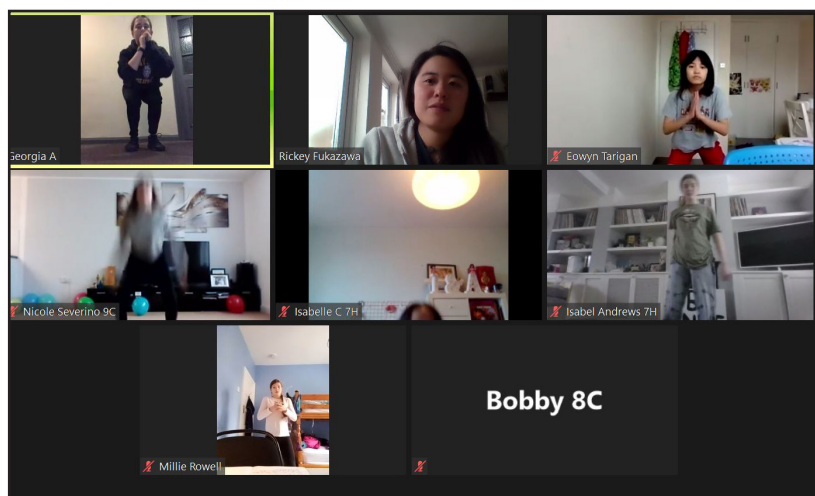 Georgia A
Rickey Fukazawa
Eowyn Tarigan
Nicole Severino 9C
Isabelle C 7H
Isabel Andrews 7H
Millie Rowell
Bobby 8C